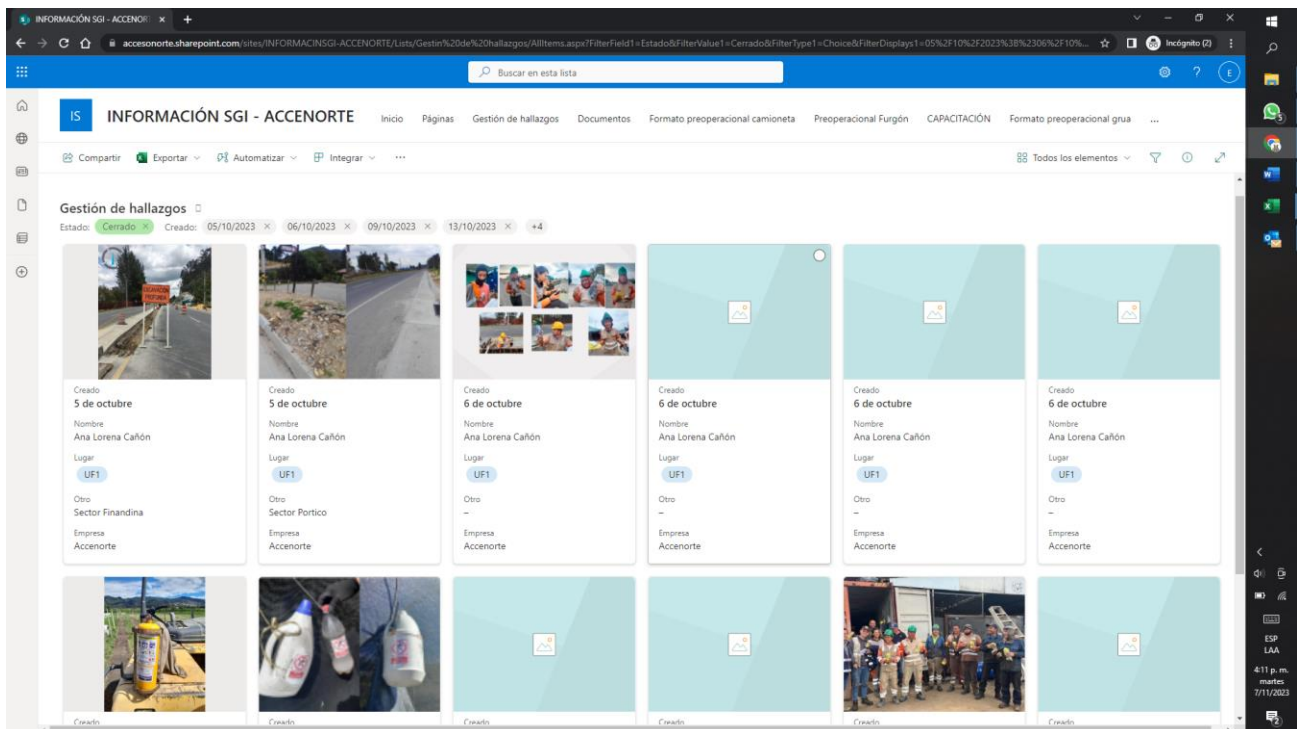 INFORMACIÓN SGI - ACCENOR
accesonorte.sharepoint.com/sites/INFORMACINSGI-ACCENORTE/Lists/Gestin%20de%20hallazgos/AllItems.aspx?FilterField1=Estado&FilterValue1=Cerrado&FilterType1=Choice&FilterDisplays1=05%2F10%2F2023%3B%2306%2F10%...
Incógnito (2)
Buscar en esta lista
E
IS
INFORMACIÓN SGI - ACCENORTE
Inicio Páginas Gestión de hallazgos Documentos Formato preoperacional camioneta Preoperacional Furgón CAPACITACIÓN Formato preoperacional grua ...
Compartir Exportar Automatizar Integrar ... Todos los elementos
Gestión de hallazgos
Estado: Cerrado × Creado: 05/10/2023 × 06/10/2023 × 09/10/2023 × 13/10/2023 × +4
EXCAVACION
PROFUNDA
Creado Creado Creado Creado Creado Creado
5 de octubre 5 de octubre 6 de octubre 6 de octubre 6 de octubre 6 de octubre
Nombre Nombre Nombre Nombre Nombre Nombre
Ana Lorena Cañón Ana Lorena Cañón Ana Lorena Cañón Ana Lorena Cañón Ana Lorena Cañón Ana Lorena Cañón
Lugar Lugar Lugar Lugar Lugar Lugar
UF1 UF1 UF1 UF1 UF1 UF1
Otro Otro Otro Otro Otro Otro
Sector Finandina Sector Portico – – – –
Empresa Empresa Empresa Empresa Empresa Empresa
Accenorte Accenorte Accenorte Accenorte Accenorte Accenorte
Creado Creado Creado Creado Creado Creado
ESP
LAA
4:11 p. m.
martes
7/11/2023